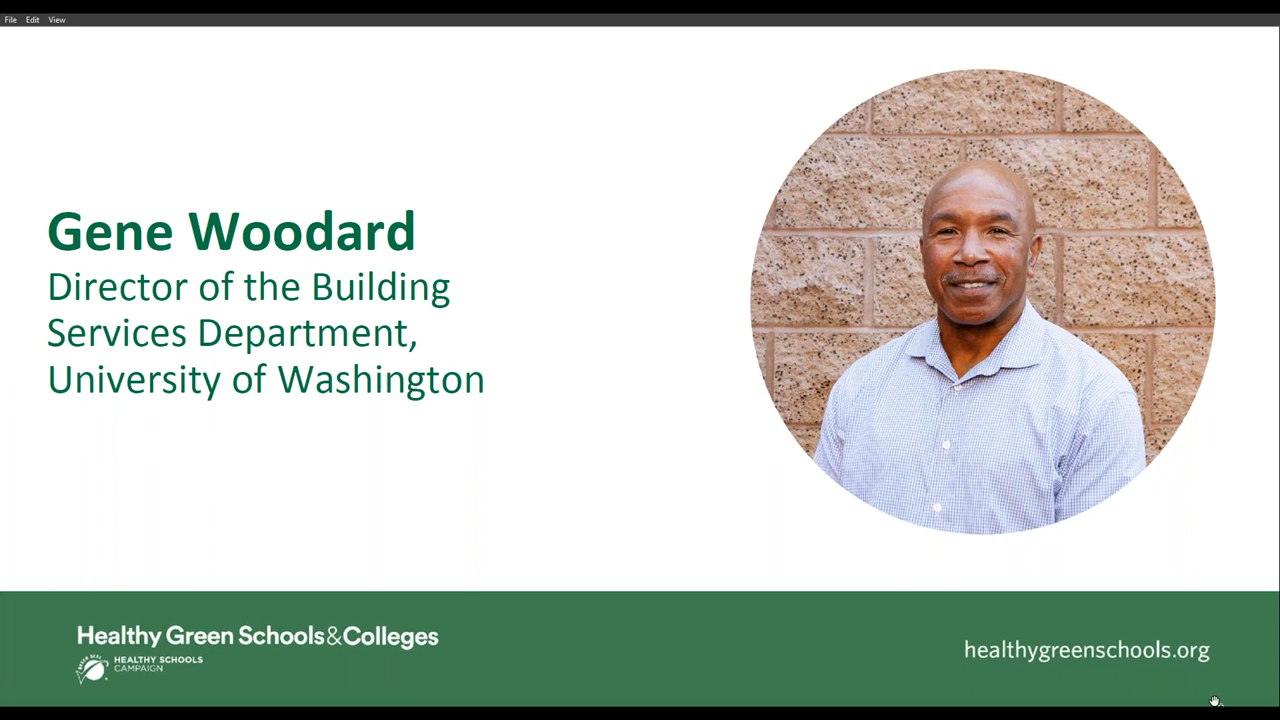 File Edit View
Gene Woodard
Director of the Building
Services Department,
University of Washington
Healthy Green Schools&Colleges
HEALTHY SCHOOLS
CAMPAIGN
healthygreenschools.org